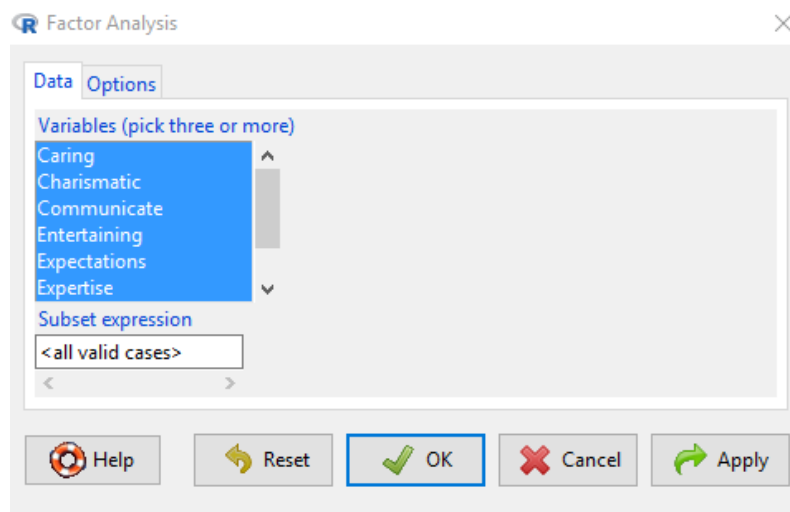 Factor Analysis
Data Options
Variables (pick three or more)
Caring
Charismatic
Communicate
Entertaining
Expectations
Expertise
Subset expression
<all valid cases>
Help Reset OK Cancel Apply